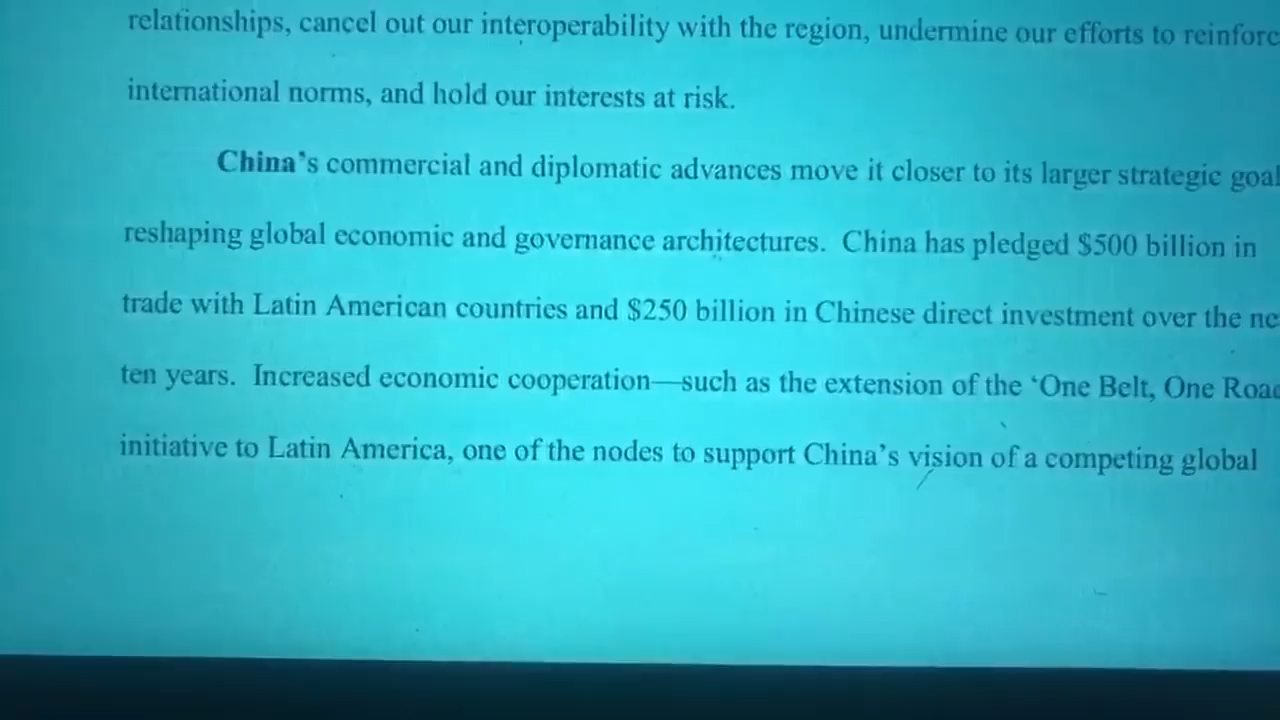 relationships, cancel out our interoperability with the region, undermine our efforts to reinforc
international norms, and hold our interests at risk.
China's commercial and diplomatic advances move it closer to its larger strategic goal
reshaping global economic and governance architectures.  China has pledged $500 billion in
trade with Latin American countries and $250 billion in Chinese direct investment over the ne
ten years.  Increased economic cooperation—such as the extension of the ‘One Belt, One Road
initiative to Latin America, one of the nodes to support China’s vision of a competing global